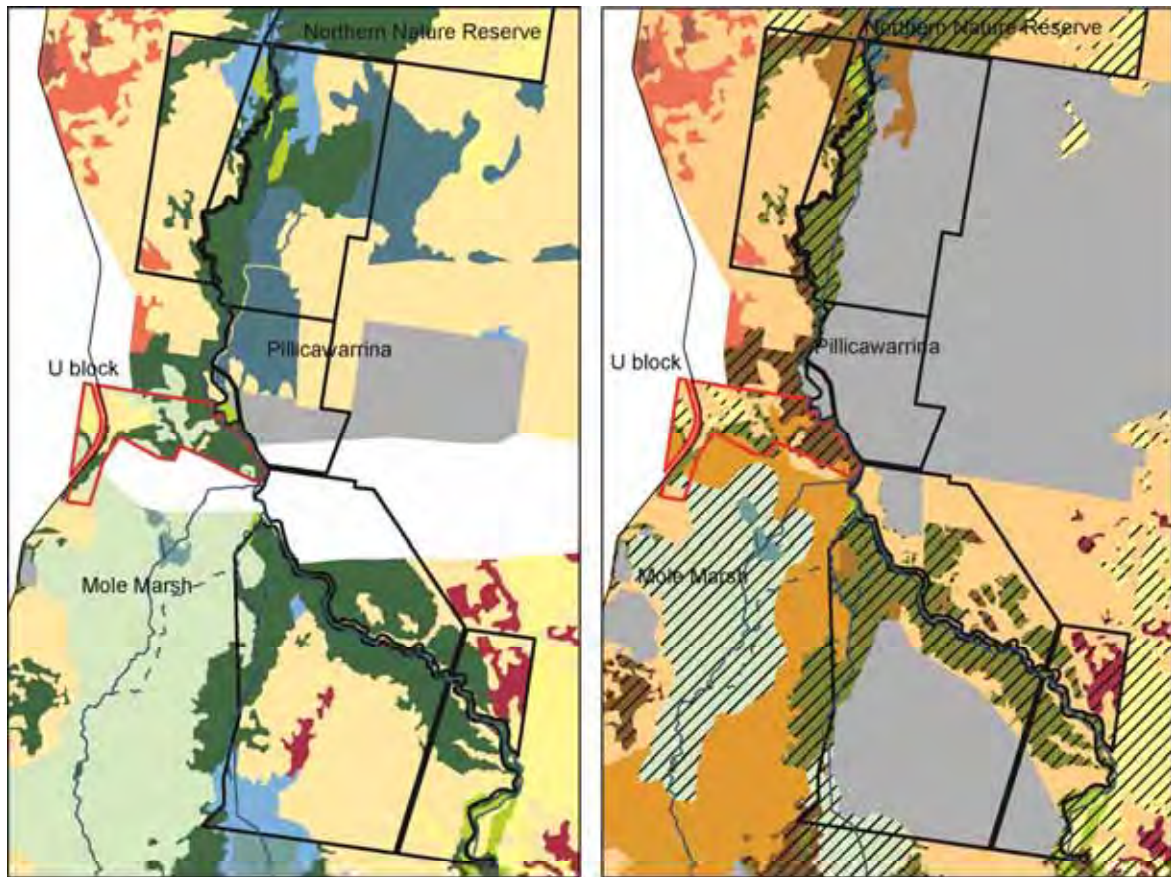 Northern Nature Reserve
Pillicawarrina
U block
Mole Marsh
Northern Nature Reserve
Pillicawarrina
U block
Mole Marsh